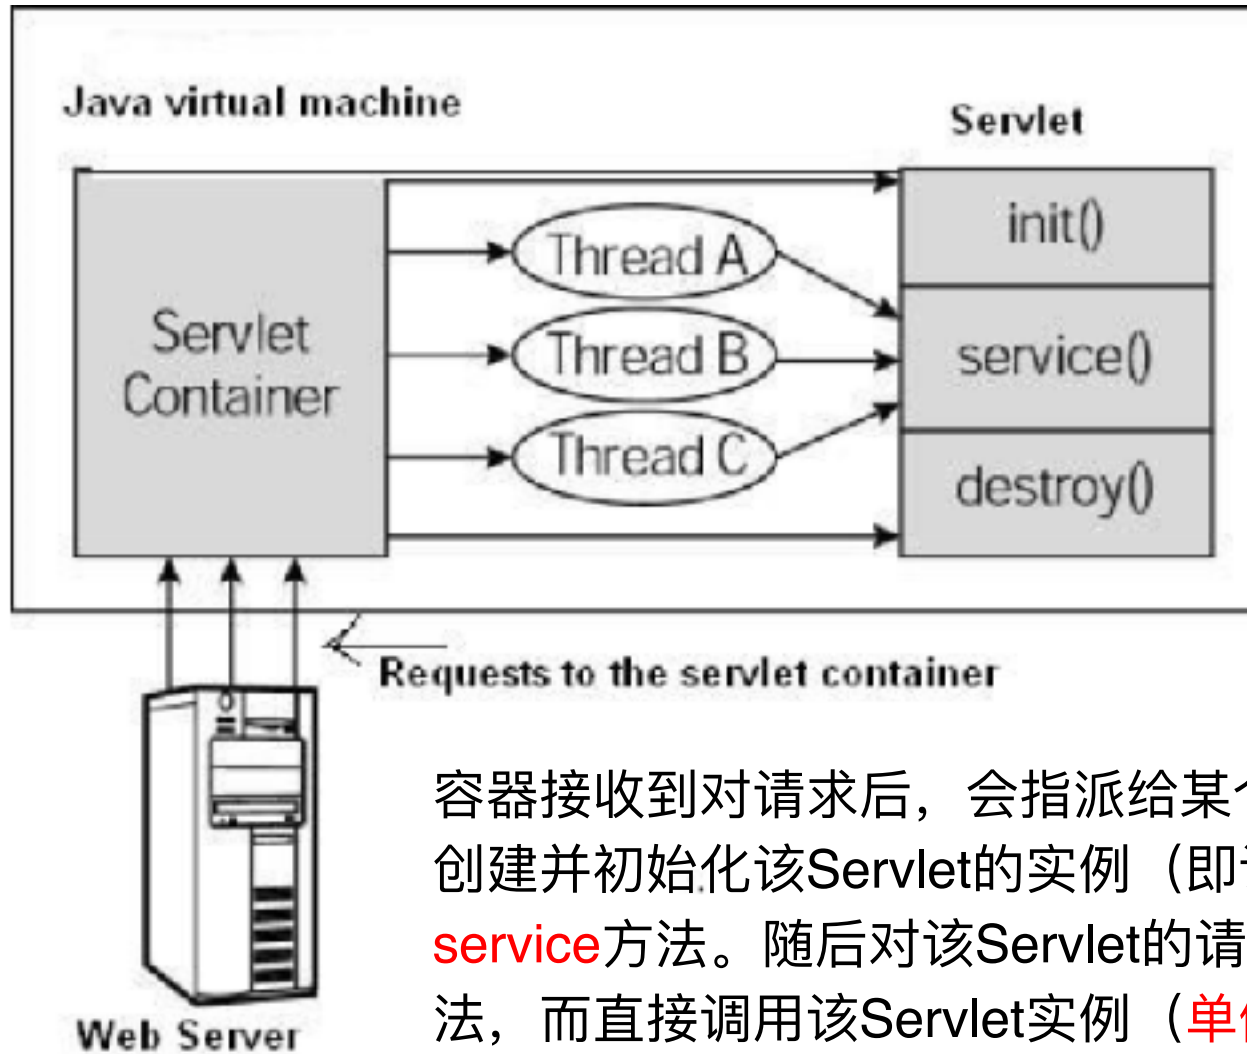 Java virtual machine
Servlet
init()
Thread A
Servlet
Container
Thread B
service()
Thread C
destroy()
Requests to the servlet container
容器接收到对请求后，会指派给某
创建并初始化该Servlet的实例（即
service方法。随后对该Servlet的请
法，而直接调用该Servlet实例（单
Web Server